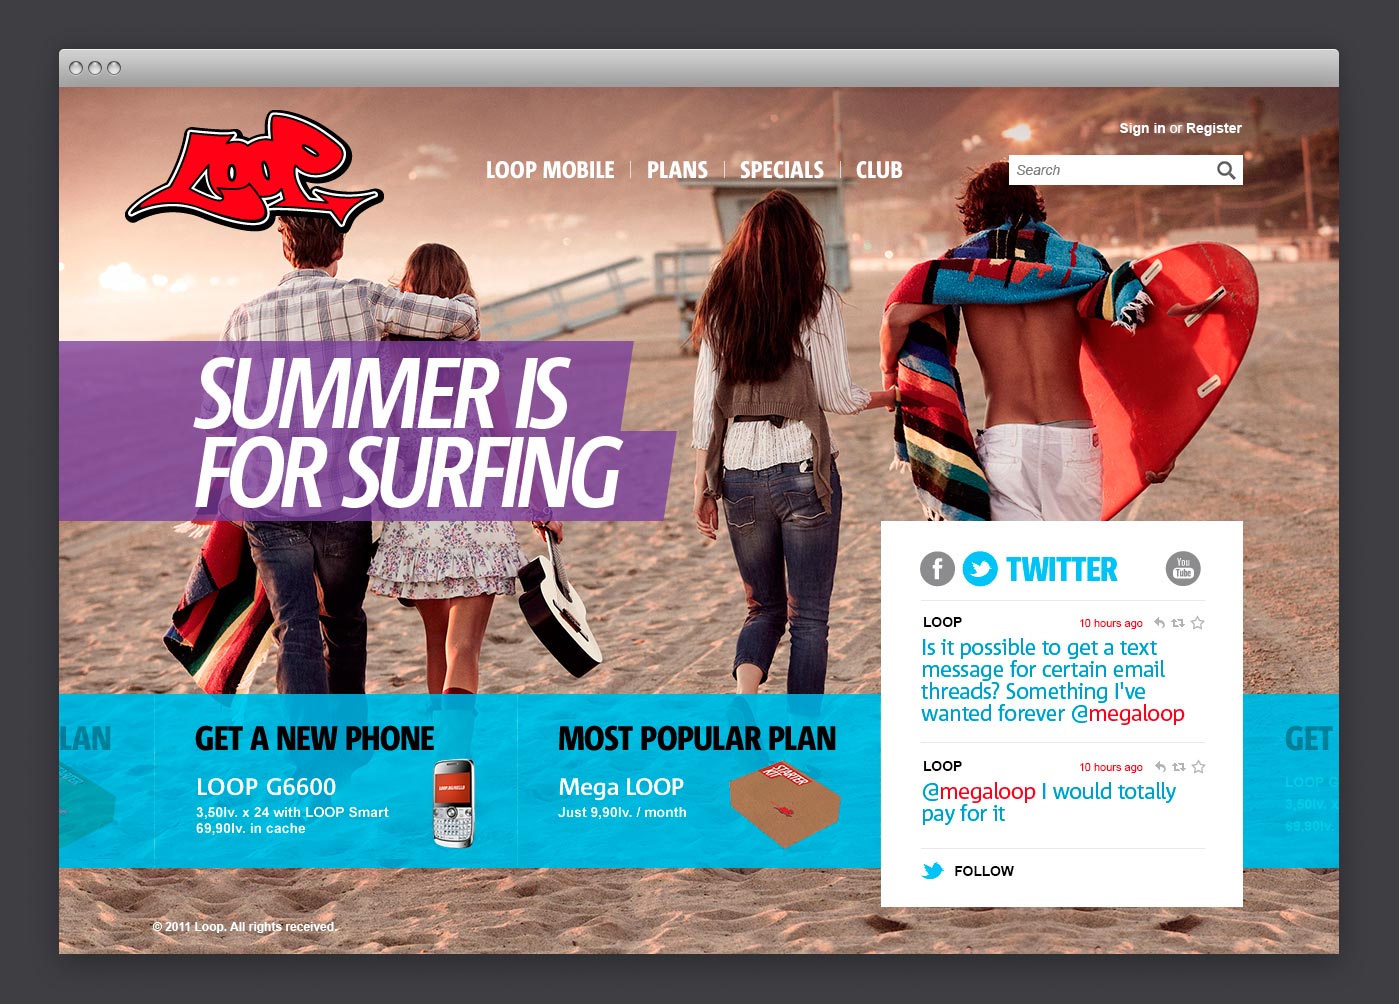 LOOP
Sign in or Register
LOOP MOBILE
PLANS
SPECIALS
CLUB
Search
SUMMER IS
FOR SURFING
TWITTER
You
Tube
LOOP
10 hours ago
Is it possible to get a text
message for certain email
threads? Something I've
wanted forever @megaloop
LOOP
10 hours ago
@megaloop I would totally
pay for it
FOLLOW
LAN
GET A NEW PHONE
LOOP G6600
3,50lv. x 24 with LOOP Smart
69,90lv. in cache
MOST POPULAR PLAN
Mega LOOP
Just 9,90lv. / month
STARTER
KIT
GET
LOOP G
3,50lv. x
69,90lv.
© 2011 Loop. All rights received.